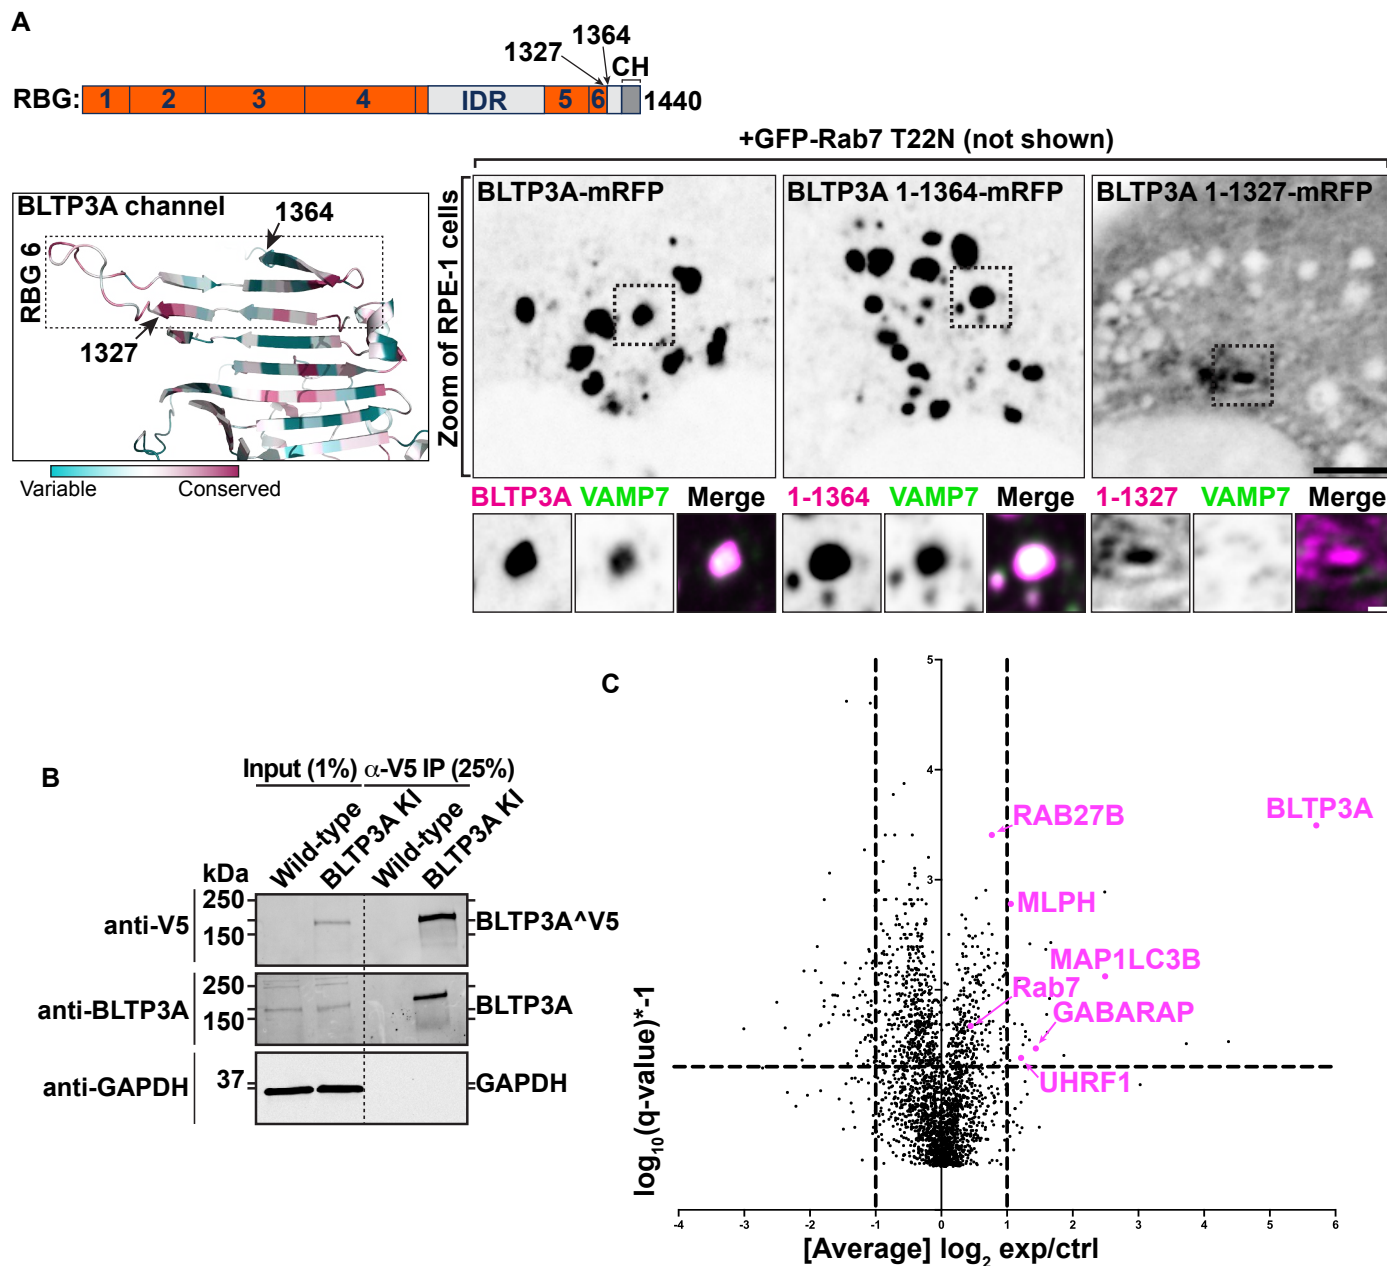 A
1364
1327
CH
RBG: 1 2 3 4 IDR 5 6 1440
+GFP-Rab7 T22N (not shown)
BLTP3A channel
1364
RBG 6
1327
Variable Conserved
Zoom of RPE-1 cells
BLTP3A-mRFP
BLTP3A 1-1364-mRFP
BLTP3A 1-1327-mRFP
BLTP3A VAMP7 Merge
1-1364 VAMP7 Merge
1-1327 VAMP7 Merge
B
Input (1%) α-V5 IP (25%)
Wild-type
BLTP3A KI
Wild-type
BLTP3A KI
kDa
anti-V5
250
150
BLTP3A^V5
anti-BLTP3A
250
150
BLTP3A
anti-GAPDH
37
GAPDH
C
5
4
3
RAB27B
BLTP3A
MLPH
MAP1LC3B
Rab7
GABARAP
UHRF1
log10(q-value)*-1
-4 -3 -2 -1 0 1 2 3 4 5 6
[Average] log2 exp/ctrl